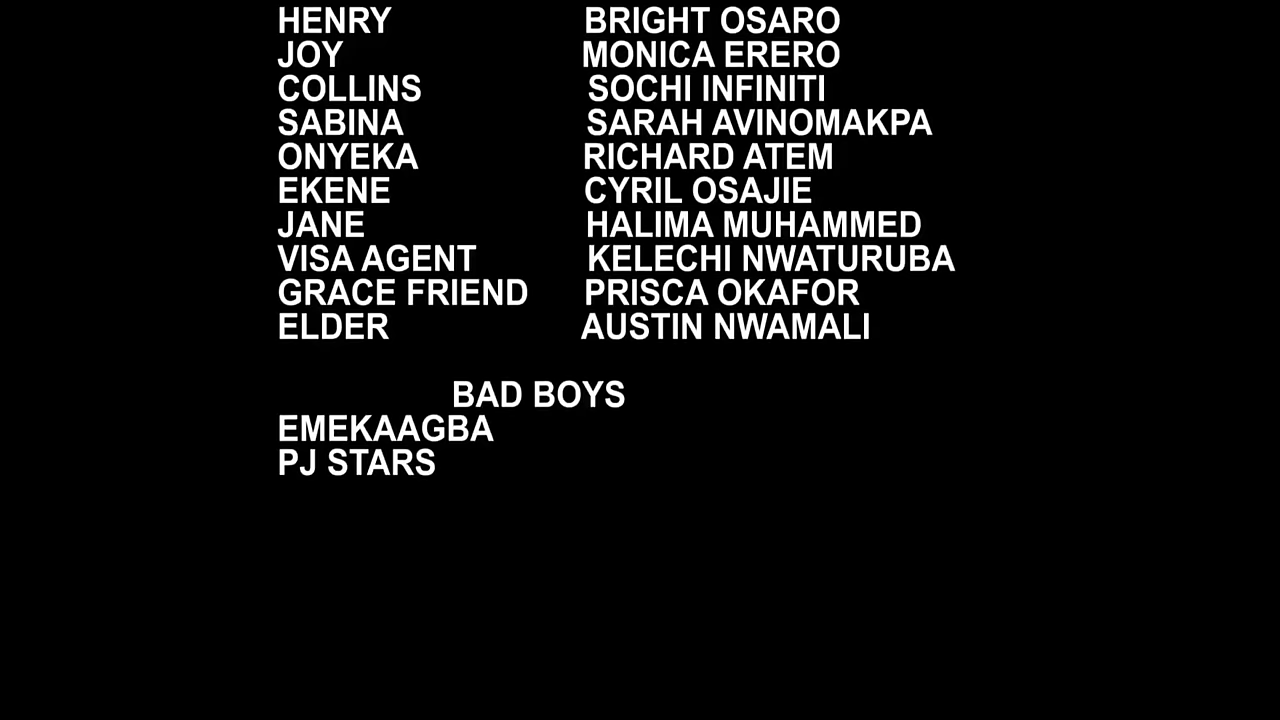 HENRY BRIGHT OSARO
JOY MONICA ERERO
COLLINS SOCHI INFINITI
SABINA SARAH AVINOMAKPA
ONYEKA RICHARD ATEM
EKENE CYRIL OSAJIE
JANE HALIMA MUHAMMED
VISA AGENT KELECHI NWATURUBA
GRACE FRIEND PRISCA OKAFOR
ELDER AUSTIN NWAMALI
BAD BOYS
EMEKAAGBA
PJ STARS